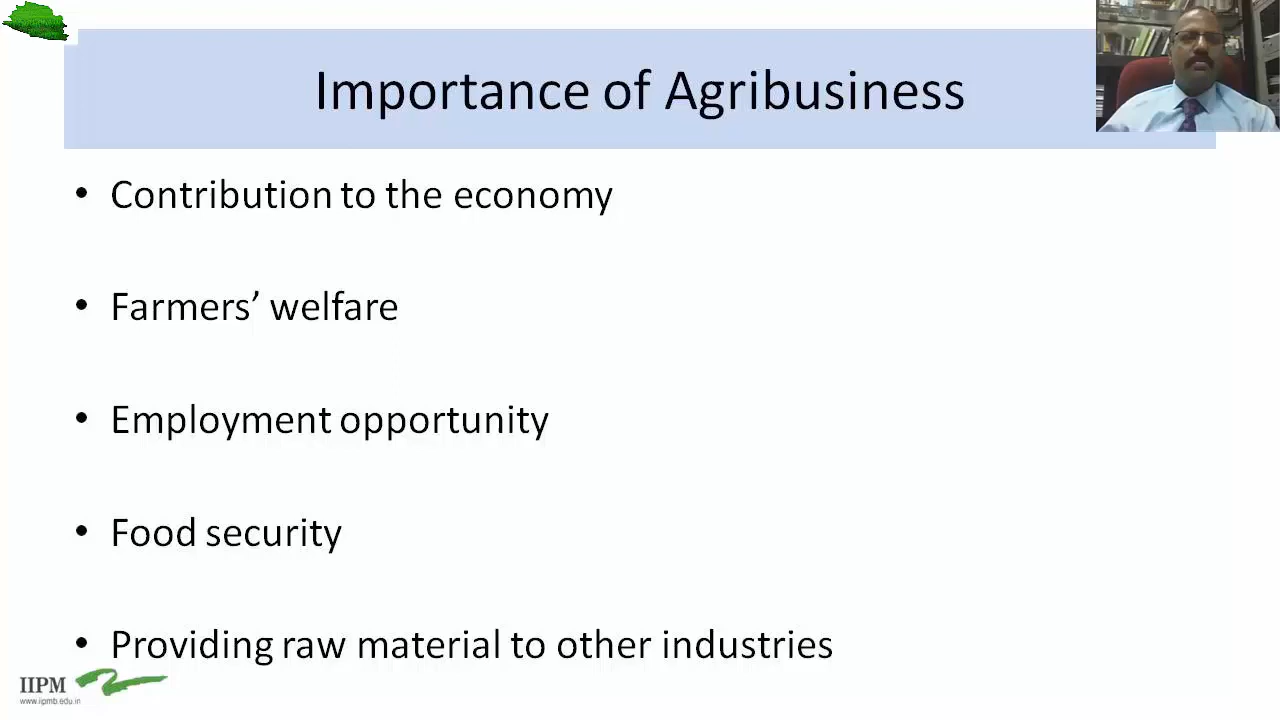 Importance of Agribusiness
• Contribution to the economy
• Farmers’ welfare
• Employment opportunity
• Food security
• Providing raw material to other industries
IIPM
www.iipmb.edu.in